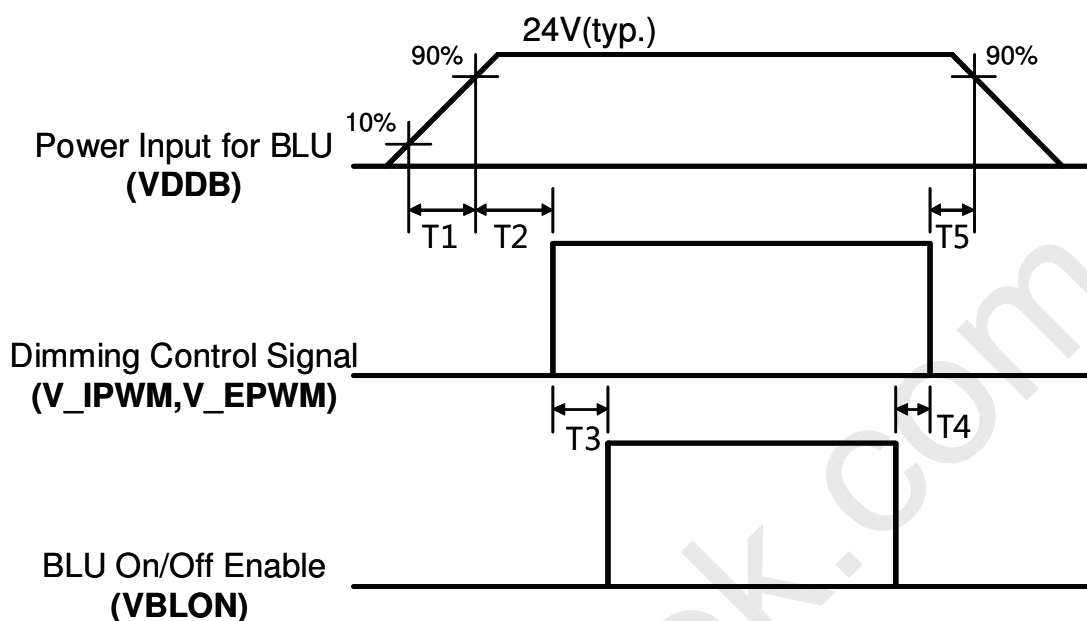 24V(typ.)
90%
90%
10%
Power Input for BLU
(VDDB)
T1
T2
T5
Dimming Control Signal
(V_IPWM,V_EPWM)
T3
T4
BLU On/Off Enable
(VBLON)